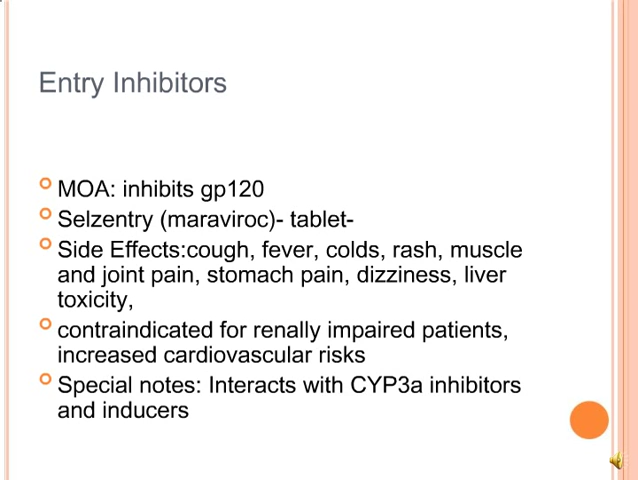 Entry Inhibitors
MOA: inhibits gp120
Selzentry (maraviroc)- tablet-
Side Effects:cough, fever, colds, rash, muscle
and joint pain, stomach pain, dizziness, liver
toxicity,
contraindicated for renally impaired patients,
increased cardiovascular risks
Special notes: Interacts with CYP3a inhibitors
and inducers